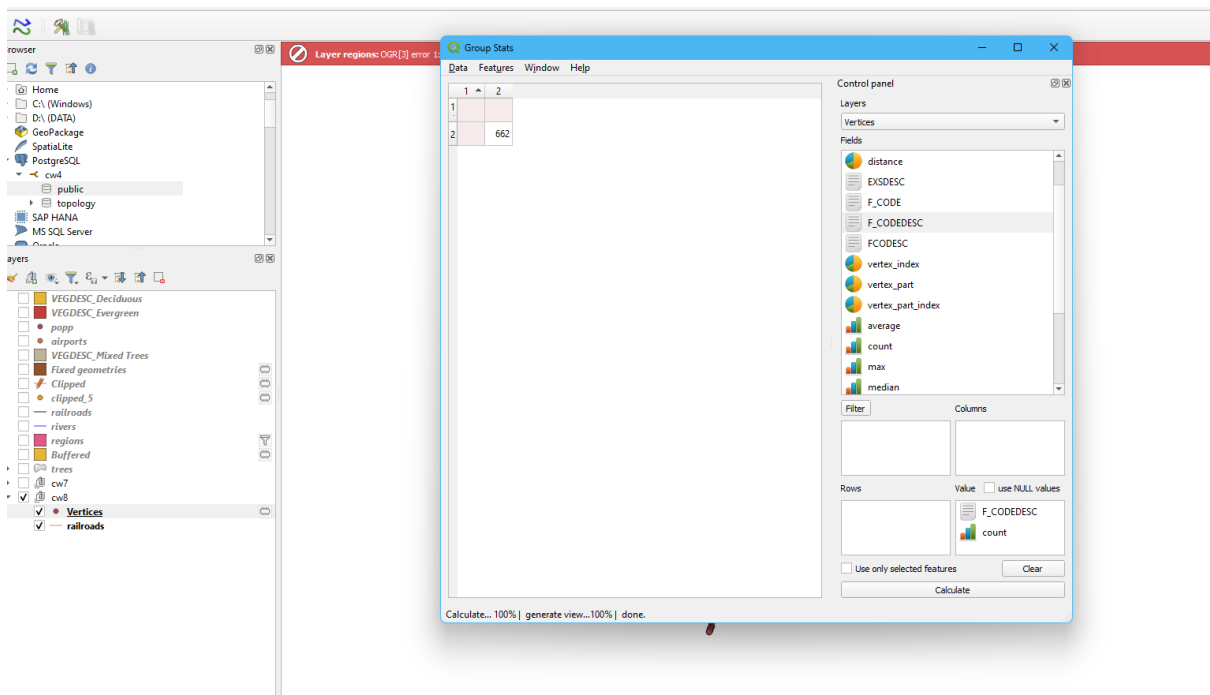 rowser
Home
C:\ (Windows)
D:\ (DATA)
GeoPackage
SpatiaLite
PostgreSQL
cw4
public
topology
SAP HANA
MS SQL Server
Oracle
ayers
VEGDESC_Deciduous
VEGDESC_Evergreen
popp
airports
VEGDESC_Mixed Trees
Fixed geometries
Clipped
clipped_5
railroads
rivers
regions
Buffered
trees
cw7
cw8
Vertices
railroads
Layer regions: OGR[3] error 1:
Group Stats
Data Features Window Help
1 2
1
2 662
Control panel
Layers
Vertices
Fields
distance
EXSDESC
F_CODE
F_CODEDESC
FCODESC
vertex_index
vertex_part
vertex_part_index
average
count
max
median
Filter Columns
Rows Value use NULL values
F_CODEDESC
count
Use only selected features Clear
Calculate
Calculate... 100% | generate view...100% | done.